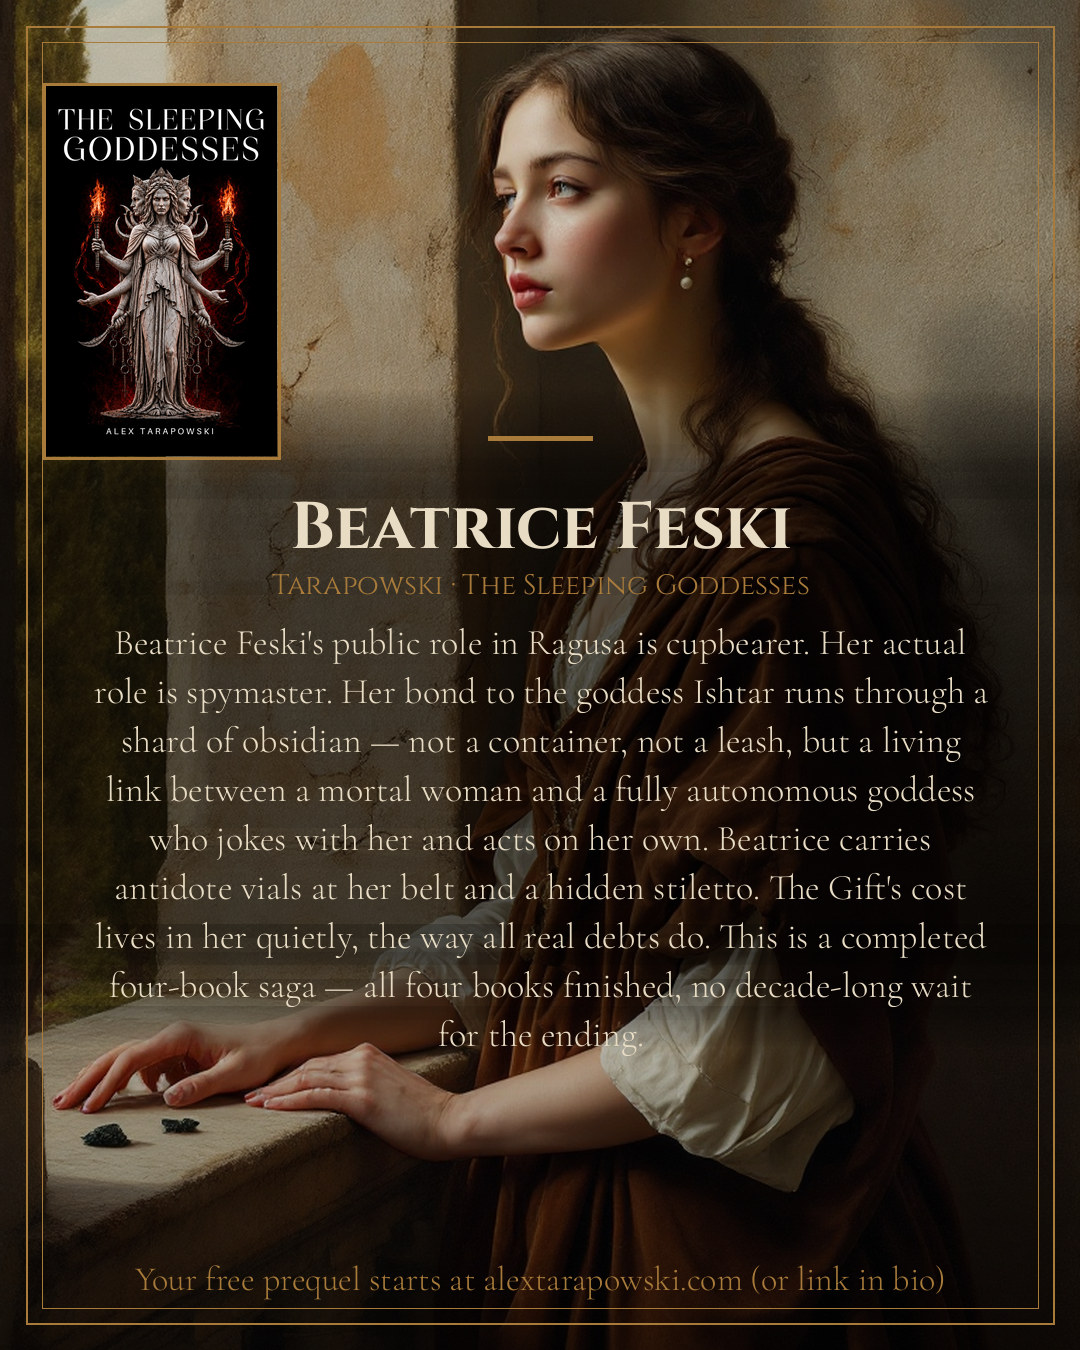 THE SLEEPING
GODDESSES
ALEX TARAPOWSKI
BEATRICE FESKI
TARAPOWSKI · THE SLEEPING GODDESSES
Beatrice Feski's public role in Ragusa is cupbearer. Her actual
role is spymaster. Her bond to the goddess Ishtar runs through a
shard of obsidian — not a container, not a leash, but a living
link between a mortal woman and a fully autonomous goddess
who jokes with her and acts on her own. Beatrice carries
antidote vials at her belt and a hidden stiletto. The Gift's cost
lives in her quietly, the way all real debts do. This is a completed
four-book saga — all four books finished, no decade-long wait
for the ending.
Your free prequel starts at alextarapowski.com (or link in bio)